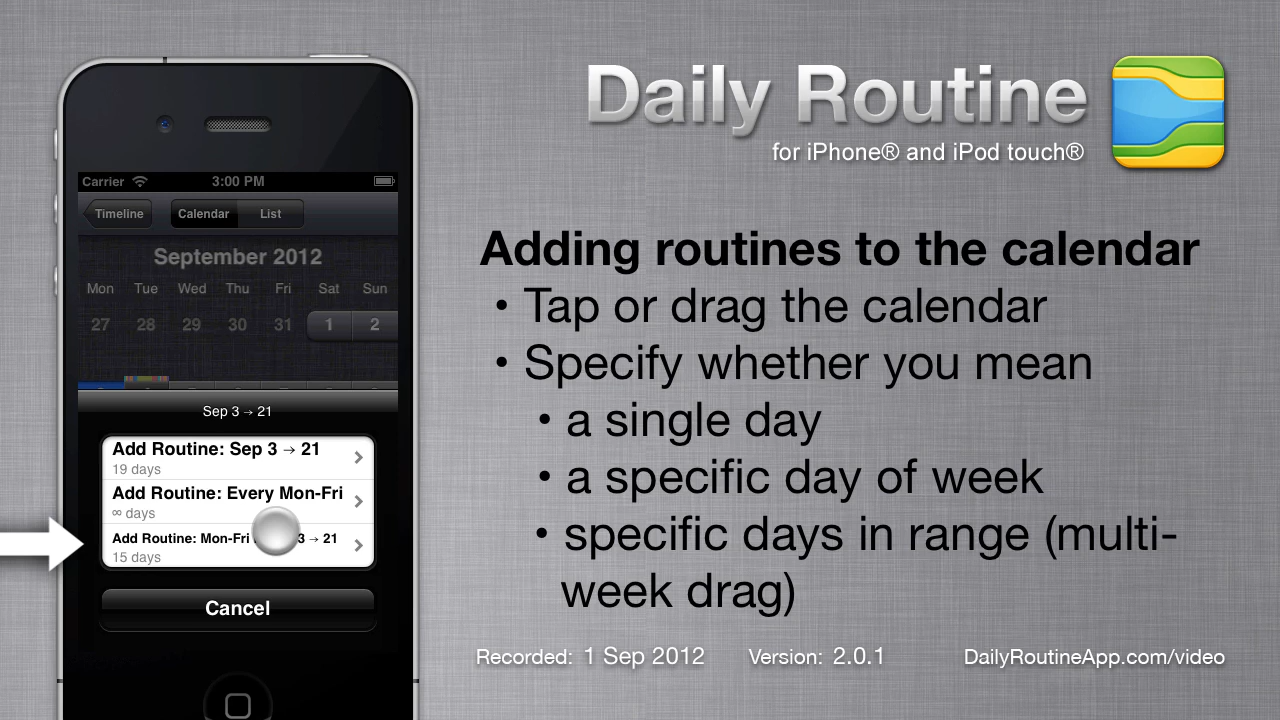 Daily Routine
for iPhone® and iPod touch®
Carrier 3:00 PM
Timeline Calendar List
September 2012
Mon Tue Wed Thu Fri Sat Sun
27 28 29 30 31 1 2
Sep 3 → 21
Add Routine: Sep 3 → 21
19 days
Add Routine: Every Mon-Fri
∞ days
Add Routine: Mon-Fri 3 → 21
15 days
Cancel
Adding routines to the calendar
• Tap or drag the calendar
• Specify whether you mean
• a single day
• a specific day of week
• specific days in range (multi-
week drag)
Recorded: 1 Sep 2012 Version: 2.0.1 DailyRoutineApp.com/video